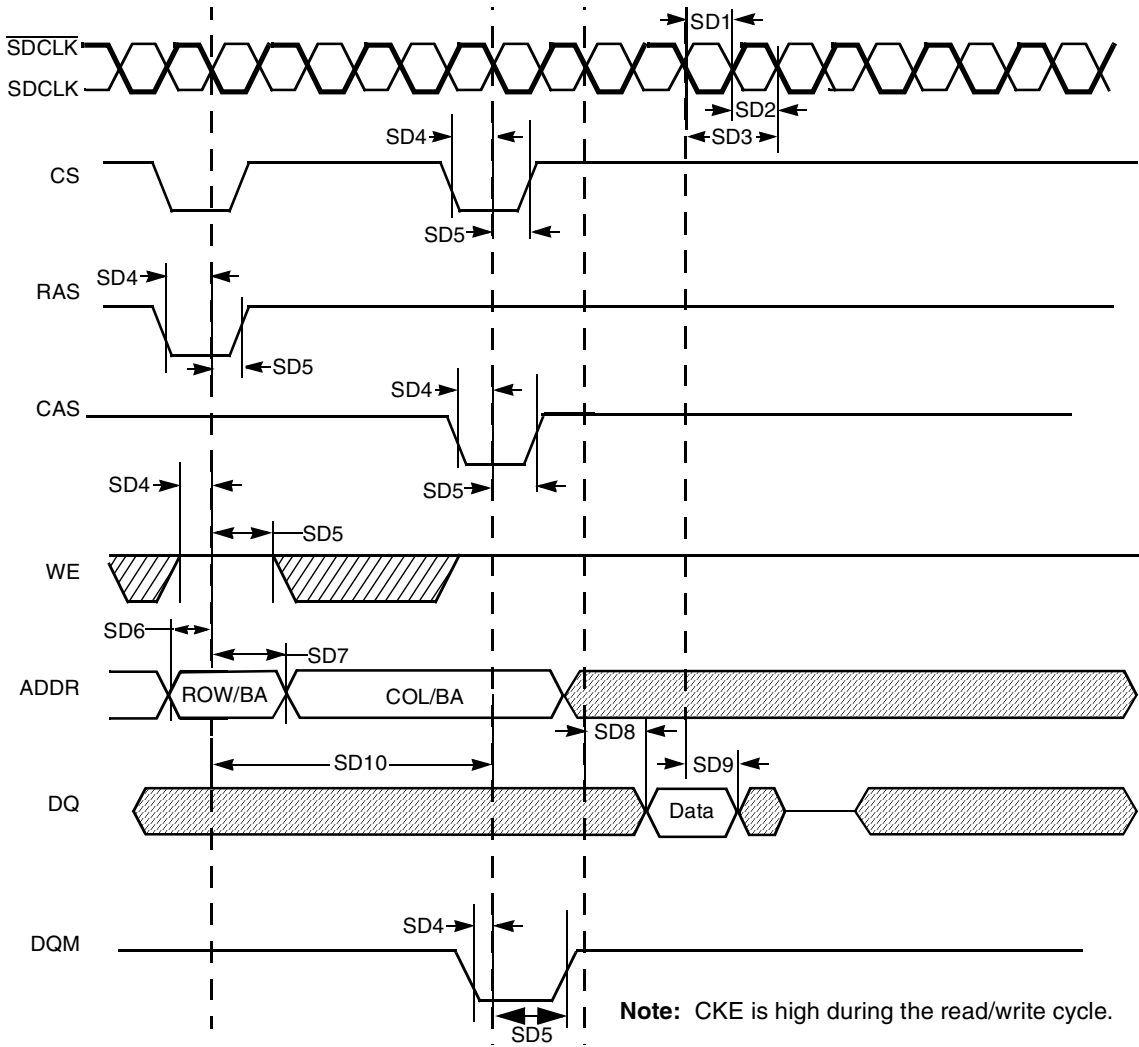 SD1
SDCLK
SDCLK
SD2
SD4
SD3
CS
SD5
SD4
RAS
SD5
SD4
CAS
SD4
SD5
SD5
WE
SD6
SD7
ADDR
ROW/BA
COL/BA
SD8
SD10
SD9
DQ
Data
SD4
DQM
Note: CKE is high during the read/write cycle.
SD5